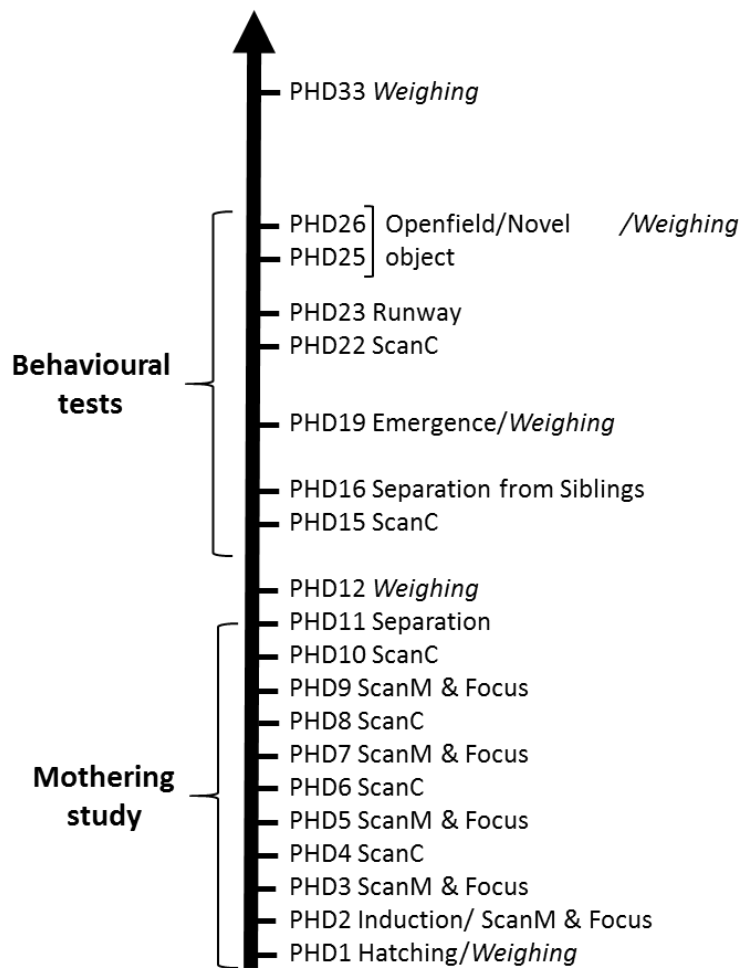 PHD33 Weighing
PHD26 Openfield/Novel /Weighing
PHD25 object
PHD23 Runway
PHD22 ScanC
Behavioural
tests
PHD19 Emergence/Weighing
PHD16 Separation from Siblings
PHD15 ScanC
PHD12 Weighing
PHD11 Separation
PHD10 ScanC
PHD9 ScanM & Focus
PHD8 ScanC
PHD7 ScanM & Focus
Mothering
study
PHD6 ScanC
PHD5 ScanM & Focus
PHD4 ScanC
PHD3 ScanM & Focus
PHD2 Induction/ ScanM & Focus
PHD1 Hatching/Weighing